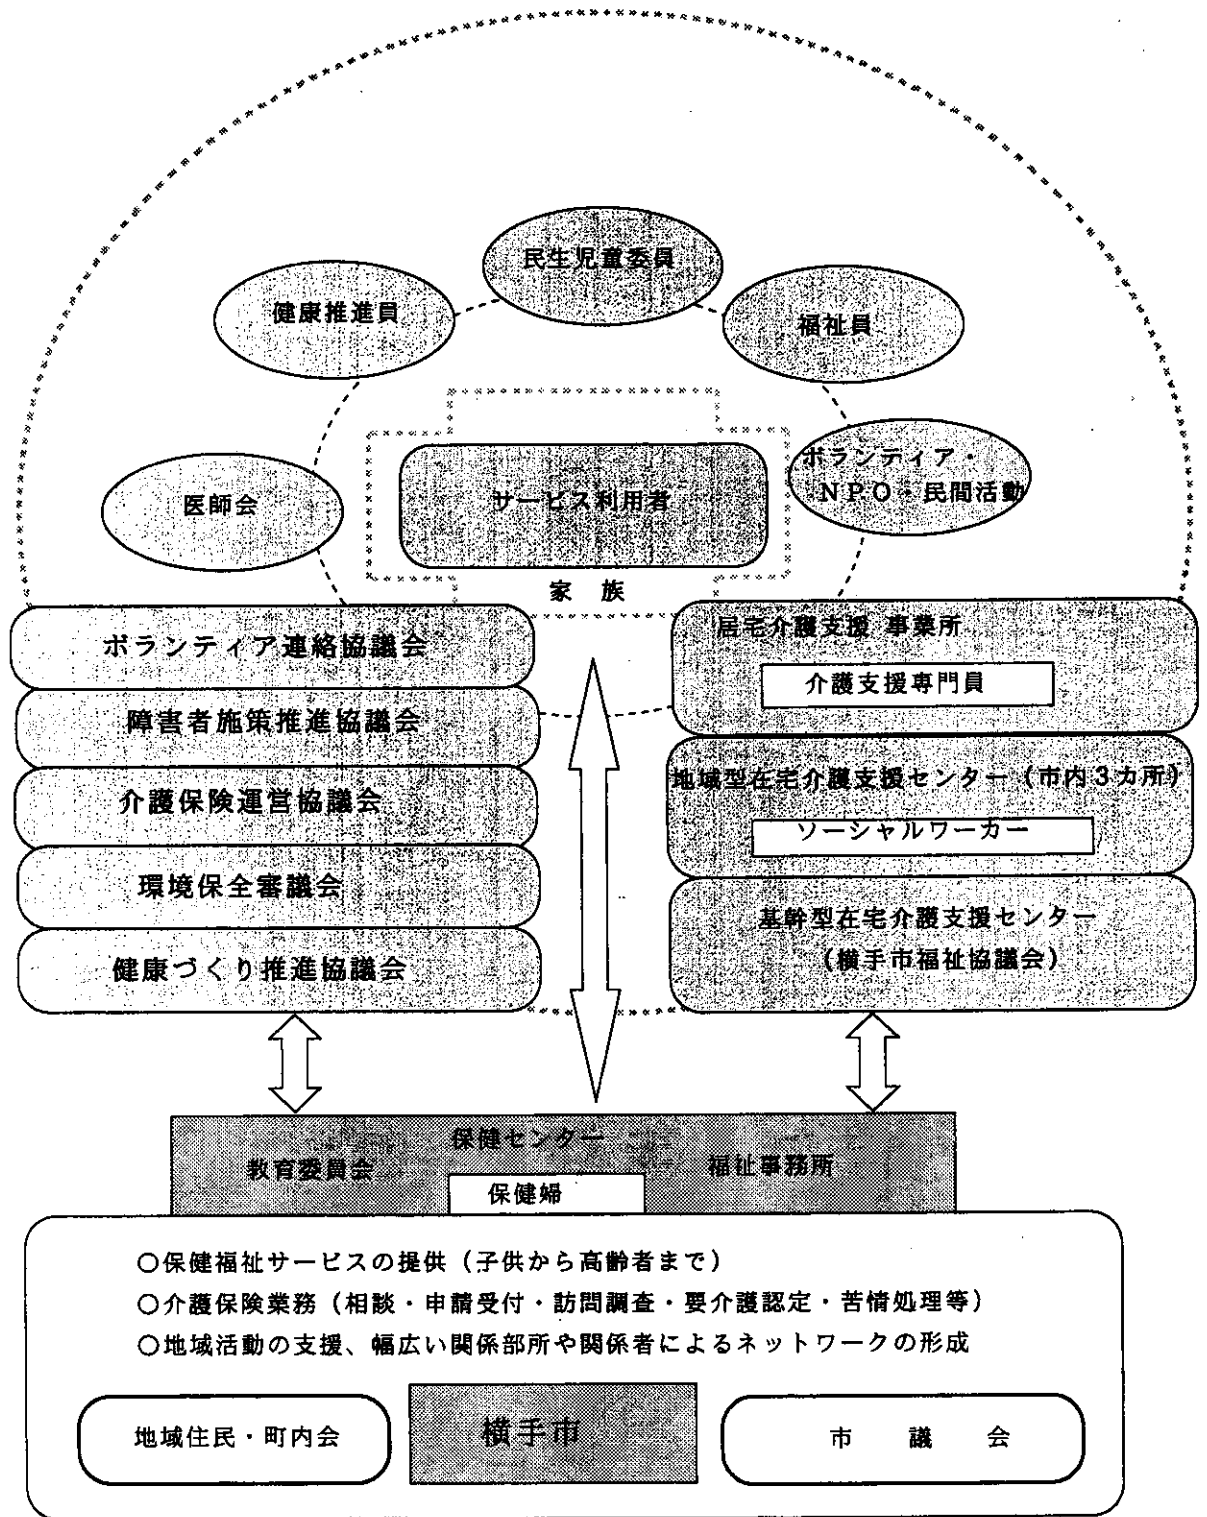 民生児童委員
健康推進員
福祉員
医師会
サービス利用者
ボランティア・
NPO・民間活動
家 族
ボランティア連絡協議会
障害者施策推進協議会
介護保険運営協議会
環境保全審議会
健康づくり推進協議会
居宅介護支援 事業所
介護支援専門員
地域型在宅介護支援センター(市内3カ所)
ソーシャルワーカー
基幹型在宅介護支援センター
(横手市福祉協議会)
保健センター
教育委員会
福祉事務所
保健婦
○保健福祉サービスの提供(子供から高齢者まで)
○介護保険業務(相談・申請受付・訪問調査・要介護認定・苦情処理等)
○地域活動の支援、幅広い関係部所や関係者によるネットワークの形成
地域住民・町内会
横手市
市 議 会